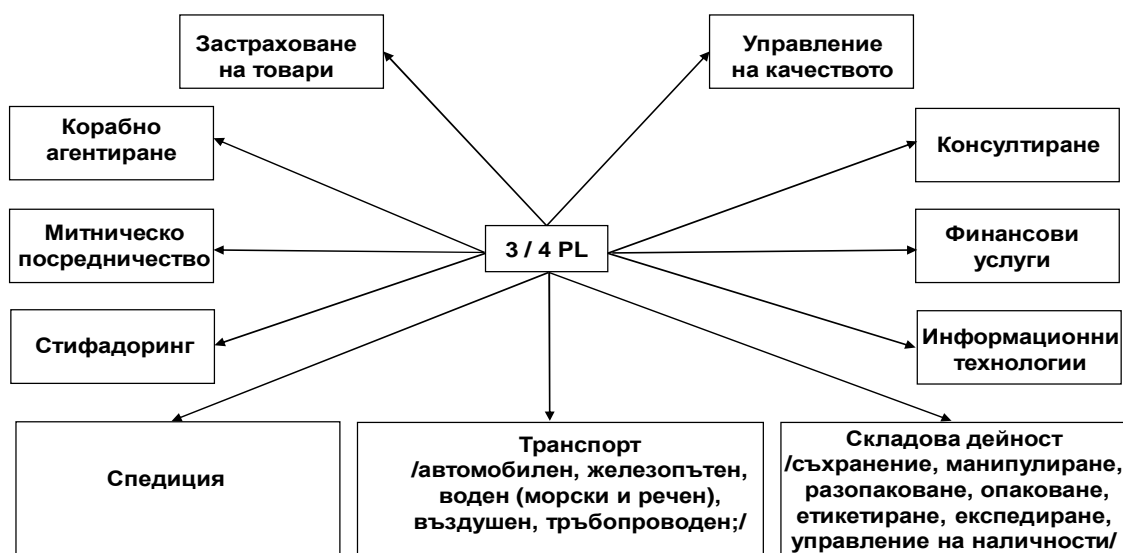 Застраховане
на товари
Управление
на качеството
Корабно
агентиране
Консултиране
Митническо
посредничество
3 / 4 PL
Финансови
услуги
Стифадоринг
Информационни
технологии
Спедиция
Транспорт
/автомобилен, железопътен,
воден (морски и речен),
въздушен, тръбопроводен;/
Складова дейност
/съхранение, манипулиране,
разопаковане, опаковане,
етикетиране, експедиране,
управление на наличности/